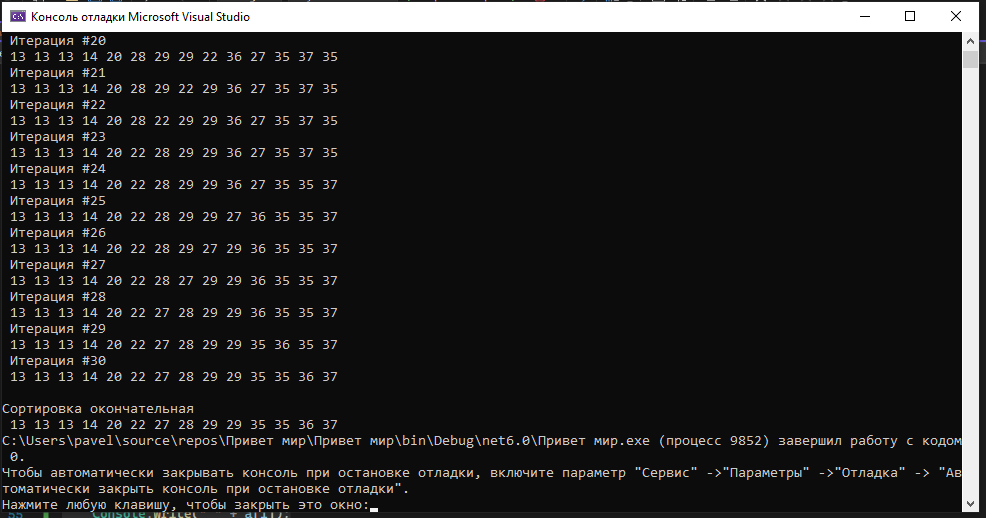 Консоль отладки Microsoft Visual Studio
Итерация #20
13 13 13 14 20 28 29 29 22 36 27 35 37 35
Итерация #21
13 13 13 14 20 28 29 22 29 36 27 35 37 35
Итерация #22
13 13 13 14 20 28 22 29 29 36 27 35 37 35
Итерация #23
13 13 13 14 20 22 28 29 29 36 27 35 37 35
Итерация #24
13 13 13 14 20 22 28 29 29 36 27 35 35 37
Итерация #25
13 13 13 14 20 22 28 29 29 27 36 35 35 37
Итерация #26
13 13 13 14 20 22 28 29 27 29 36 35 35 37
Итерация #27
13 13 13 14 20 22 28 27 29 29 36 35 35 37
Итерация #28
13 13 13 14 20 22 27 28 29 29 36 35 35 37
Итерация #29
13 13 13 14 20 22 27 28 29 29 35 36 35 37
Итерация #30
13 13 13 14 20 22 27 28 29 29 35 35 36 37
Сортировка окончательная
13 13 13 14 20 22 27 28 29 29 35 35 36 37
C:\Users\pavel\source\repos\Привет мир\Привет мир\bin\Debug\net6.0\Привет мир.exe (процесс 9852) завершил работу с кодом
0.
Чтобы автоматически закрывать консоль при остановке отладки, включите параметр "Сервис" ->"Параметры" ->"Отладка" -> "Ав
томатически закрыть консоль при остановке отладки".
Нажмите любую клавишу, чтобы закрыть это окно: